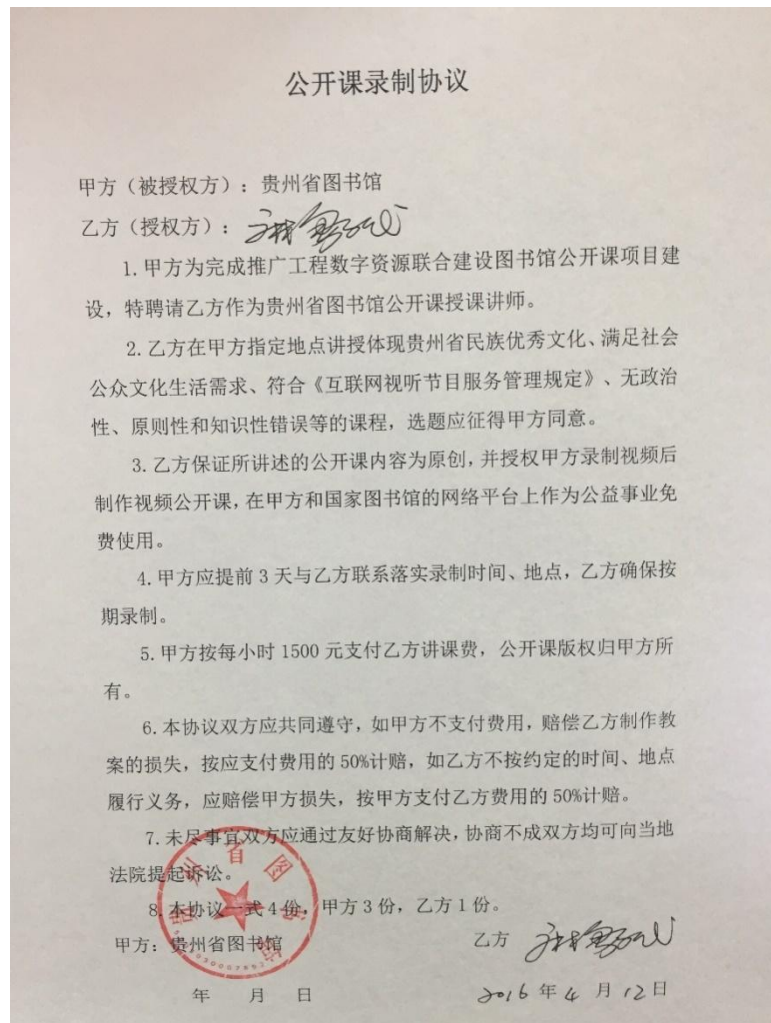 公开课录制协议
甲方（被授权方）：贵州省图书馆
乙方（授权方）：
1.甲方为完成推广工程数字资源联合建设图书馆公开课项目建
设，特聘请乙方作为贵州省图书馆公开课授课讲师。
2.乙方在甲方指定地点讲授体现贵州省民族优秀文化、满足社会
公众文化生活需求、符合《互联网视听节目服务管理规定》、无政治
性、原则性和知识性错误等的课程，选题应征得甲方同意。
3.乙方保证所讲述的公开课内容为原创，并授权甲方录制视频后
制作视频公开课，在甲方和国家图书馆的网络平台上作为公益事业免
费使用。
4.甲方应提前3天与乙方联系落实录制时间、地点，乙方确保按
期录制。
5.甲方按每小时1500元支付乙方讲课费，公开课版权归甲方所
有。
6.本协议双方应共同遵守，如甲方不支付费用，赔偿乙方制作教
案的损失，按应支付费用的50%计赔，如乙方不按约定的时间、地点
履行义务，应赔偿甲方损失，按甲方支付乙方费用的50%计赔。
7.未尽事宜双方应通过友好协商解决，协商不成双方均可向当地
法院提起诉讼。
8.本协议一式4份，甲方3份，乙方1份。
甲方：贵州省图书馆 乙方
年 月 日 2016年4月12日
贵州省图书馆